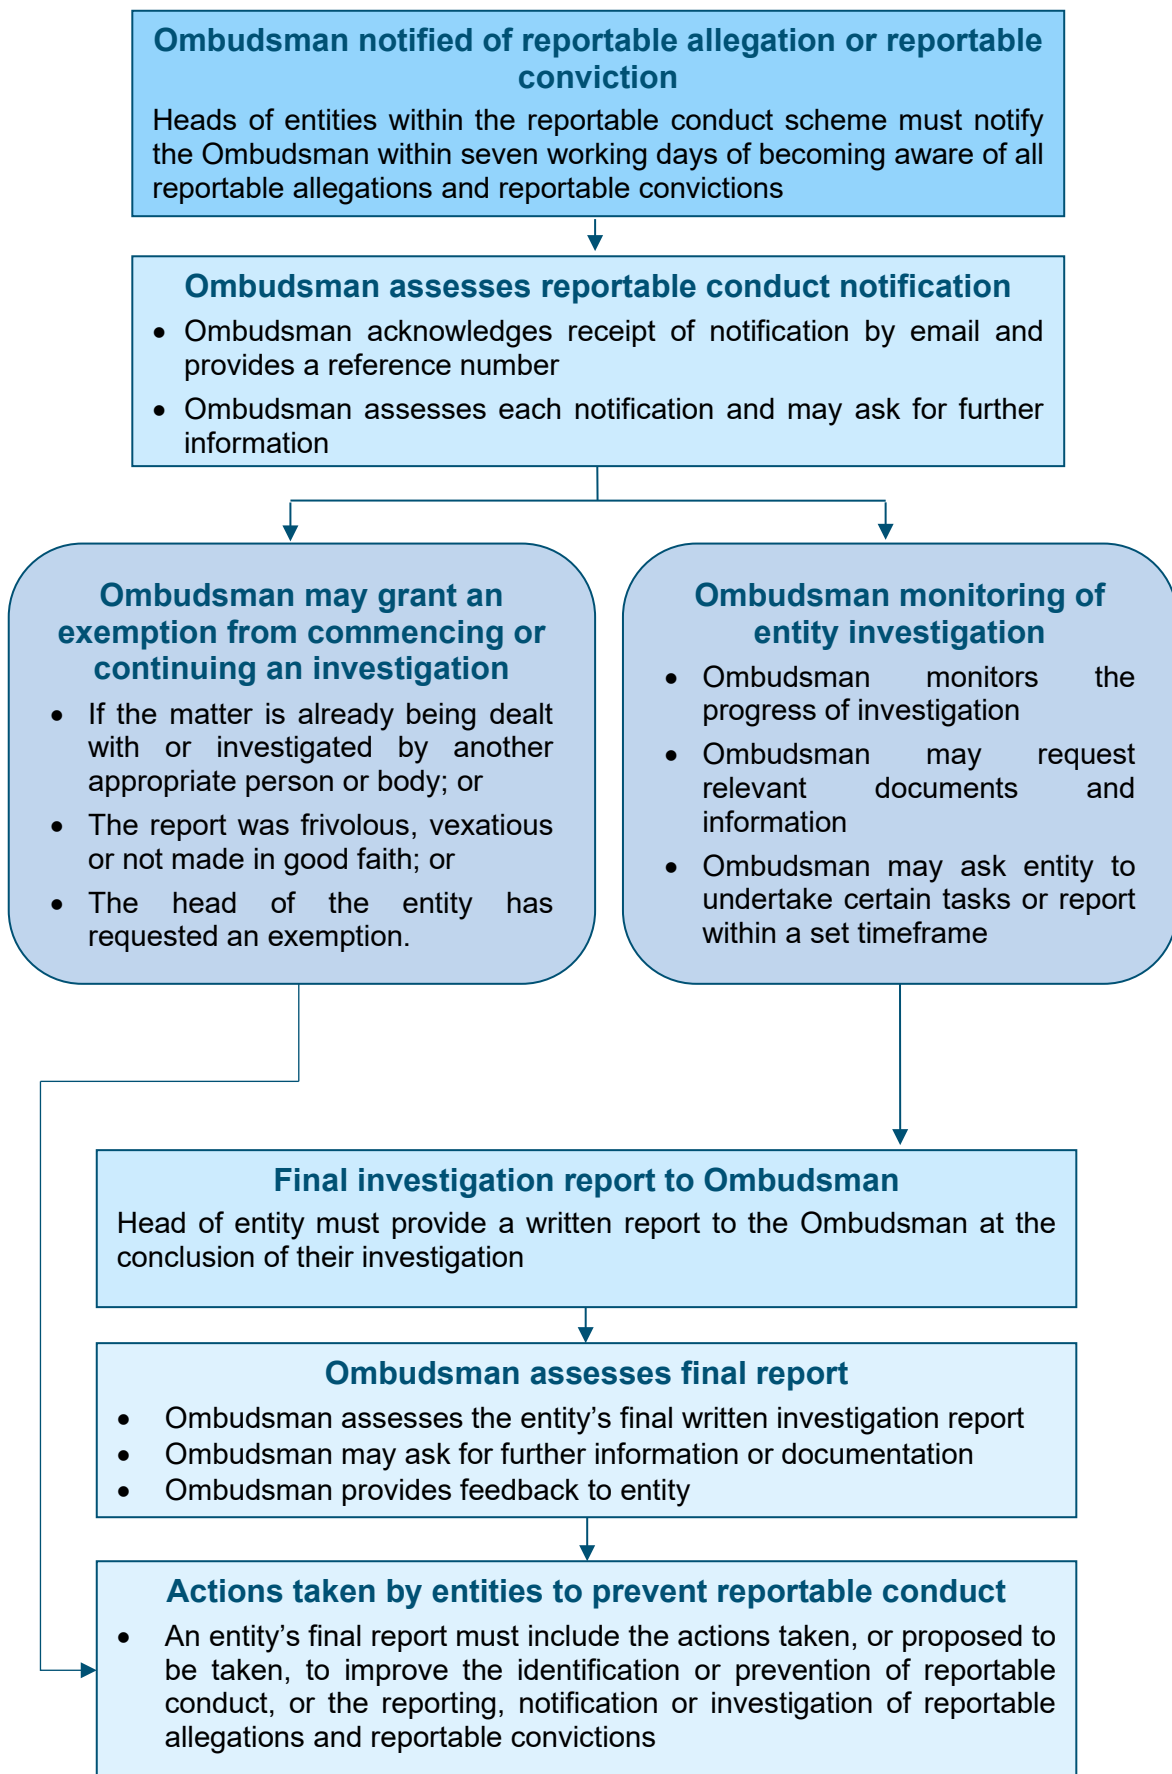 Ombudsman notified of reportable allegation or reportable
conviction
Heads of entities within the reportable conduct scheme must notify
the Ombudsman within seven working days of becoming aware of all
reportable allegations and reportable convictions
Ombudsman assesses reportable conduct notification
• Ombudsman acknowledges receipt of notification by email and
provides a reference number
• Ombudsman assesses each notification and may ask for further
information
Ombudsman may grant an
exemption from commencing or
continuing an investigation
• If the matter is already being dealt
with or investigated by another
appropriate person or body; or
• The report was frivolous, vexatious
or not made in good faith; or
• The head of the entity has
requested an exemption.
Ombudsman monitoring of
entity investigation
• Ombudsman monitors the
progress of investigation
• Ombudsman may request
relevant documents and
information
• Ombudsman may ask entity to
undertake certain tasks or report
within a set timeframe
Final investigation report to Ombudsman
Head of entity must provide a written report to the Ombudsman at the
conclusion of their investigation
Ombudsman assesses final report
• Ombudsman assesses the entity’s final written investigation report
• Ombudsman may ask for further information or documentation
• Ombudsman provides feedback to entity
Actions taken by entities to prevent reportable conduct
• An entity’s final report must include the actions taken, or proposed to
be taken, to improve the identification or prevention of reportable
conduct, or the reporting, notification or investigation of reportable
allegations and reportable convictions